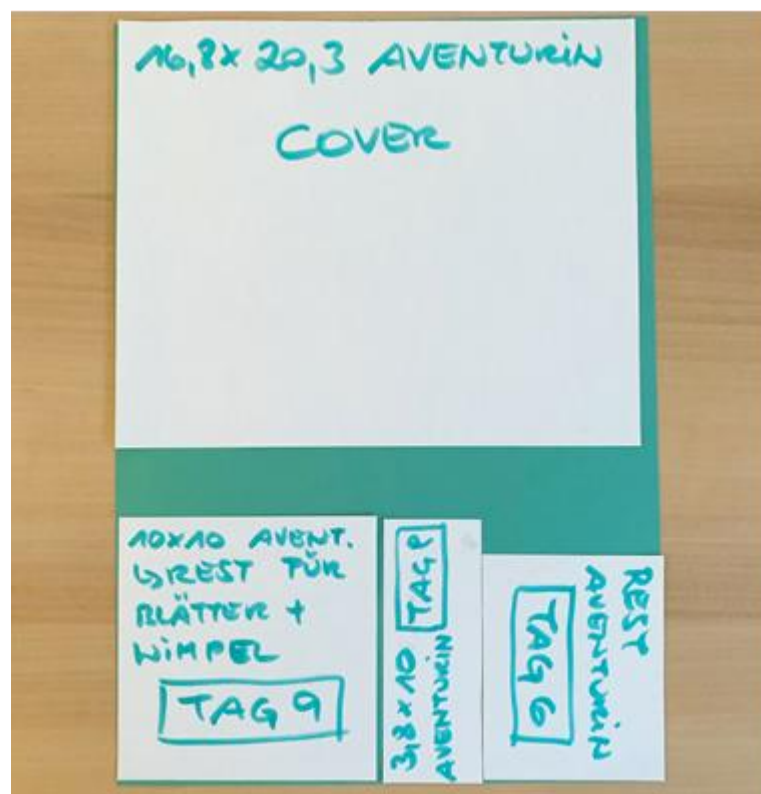 16,8x 20,3 AVENTURIN
COVER
10x10 AVENT.
↳REST FÜR
BLÄTTER +
WIMPEL
TAG 9
3,8 x 10 TAG 8
AVENTURIN
REST
AVENTURIN
TAG 6